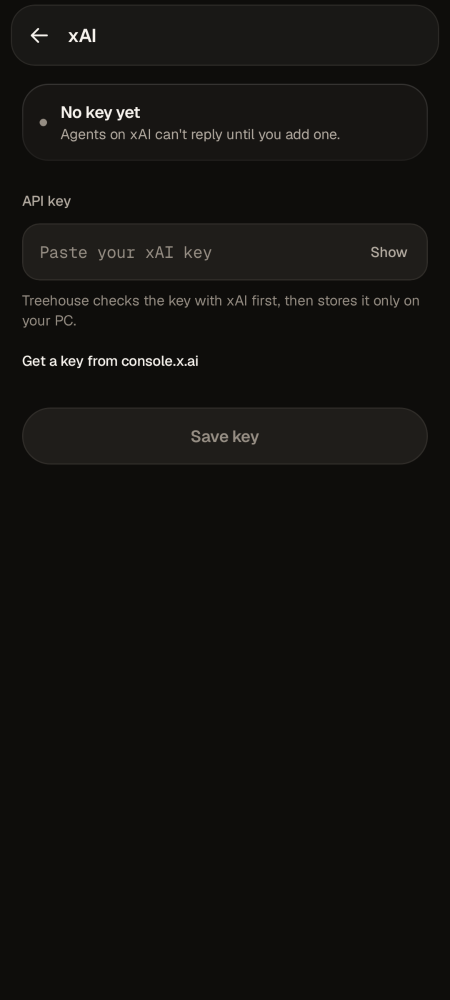 xAI
No key yet
Agents on xAI can't reply until you add one.
API key
Paste your xAI key
Show
Treehouse checks the key with xAI first, then stores it only on
your PC.
Get a key from console.x.ai
Save key